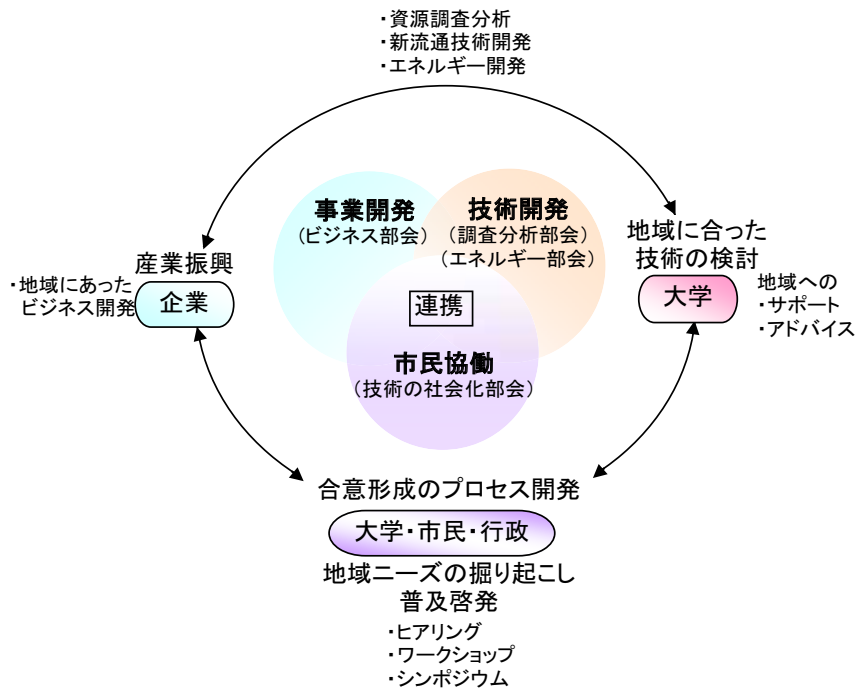 ・資源調査分析
・新流通技術開発
・エネルギー開発
事業開発
（ビジネス部会）
技術開発
（調査分析部会）
（エネルギー部会）
産業振興
・地域にあった
ビジネス開発
企業
連携
地域に合った
技術の検討
大学
地域への
・サポート
・アドバイス
市民協働
（技術の社会化部会）
合意形成のプロセス開発
大学・市民・行政
地域ニーズの掘り起こし
普及啓発
・ヒアリング
・ワークショップ
・シンポジウム